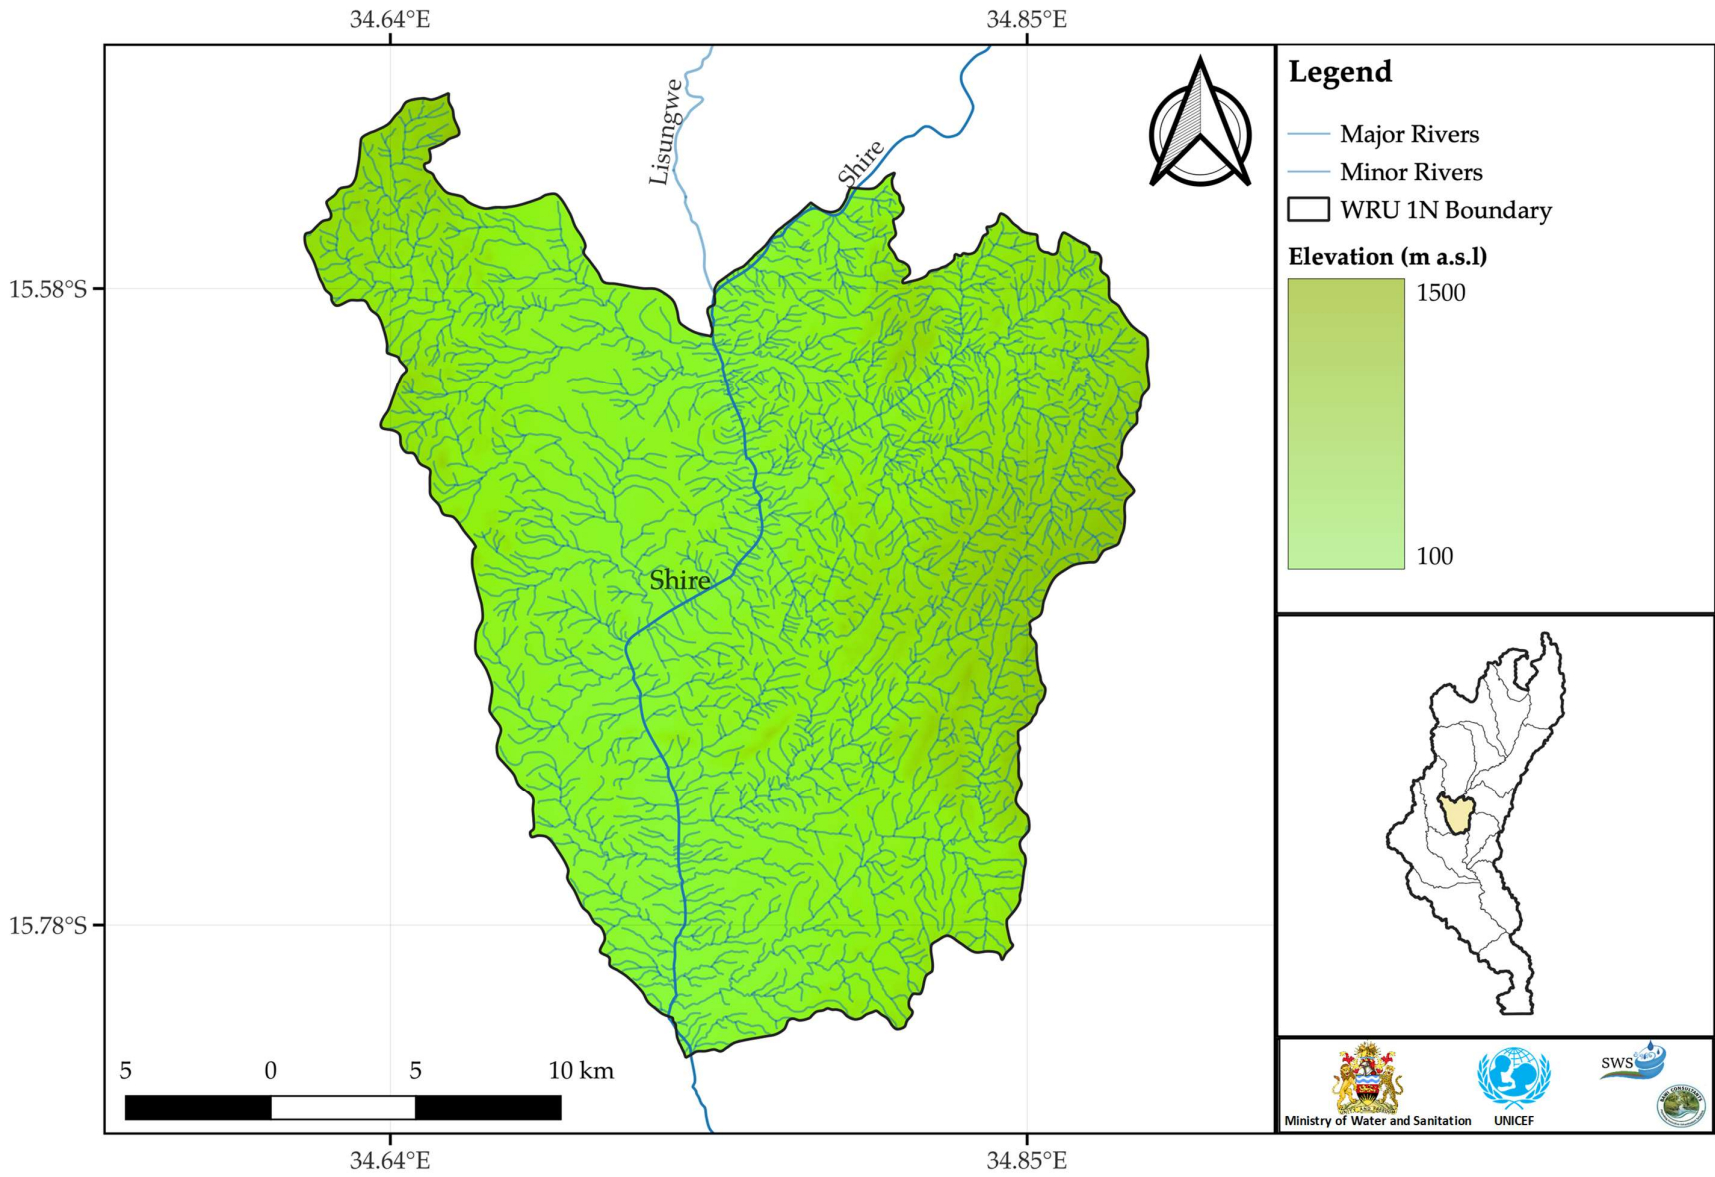 34.64°E
34.85°E
Lisungwe
Shire
15.58°S
Shire
15.78°S
5 0 5 10 km
34.64°E
34.85°E
Legend
Major Rivers
Minor Rivers
WRU 1N Boundary
Elevation (m a.s.l)
1500
100
SWS
Ministry of Water and Sanitation
UNICEF